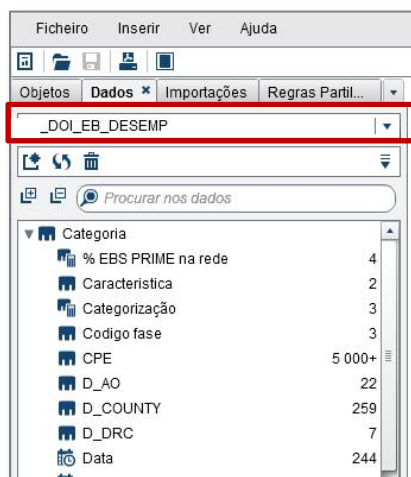 Ficheiro Inserir Ver Ajuda
Objetos Dados Importações Regras Partil...
_DOI_EB_DESEMP
Procurar nos dados
Categoria
% EBS PRIME na rede 4
Caracteristica 2
Categorização 3
Codigo fase 3
CPE 5 000+
D_AO 22
D_COUNTY 259
D_DRC 7
Data 244